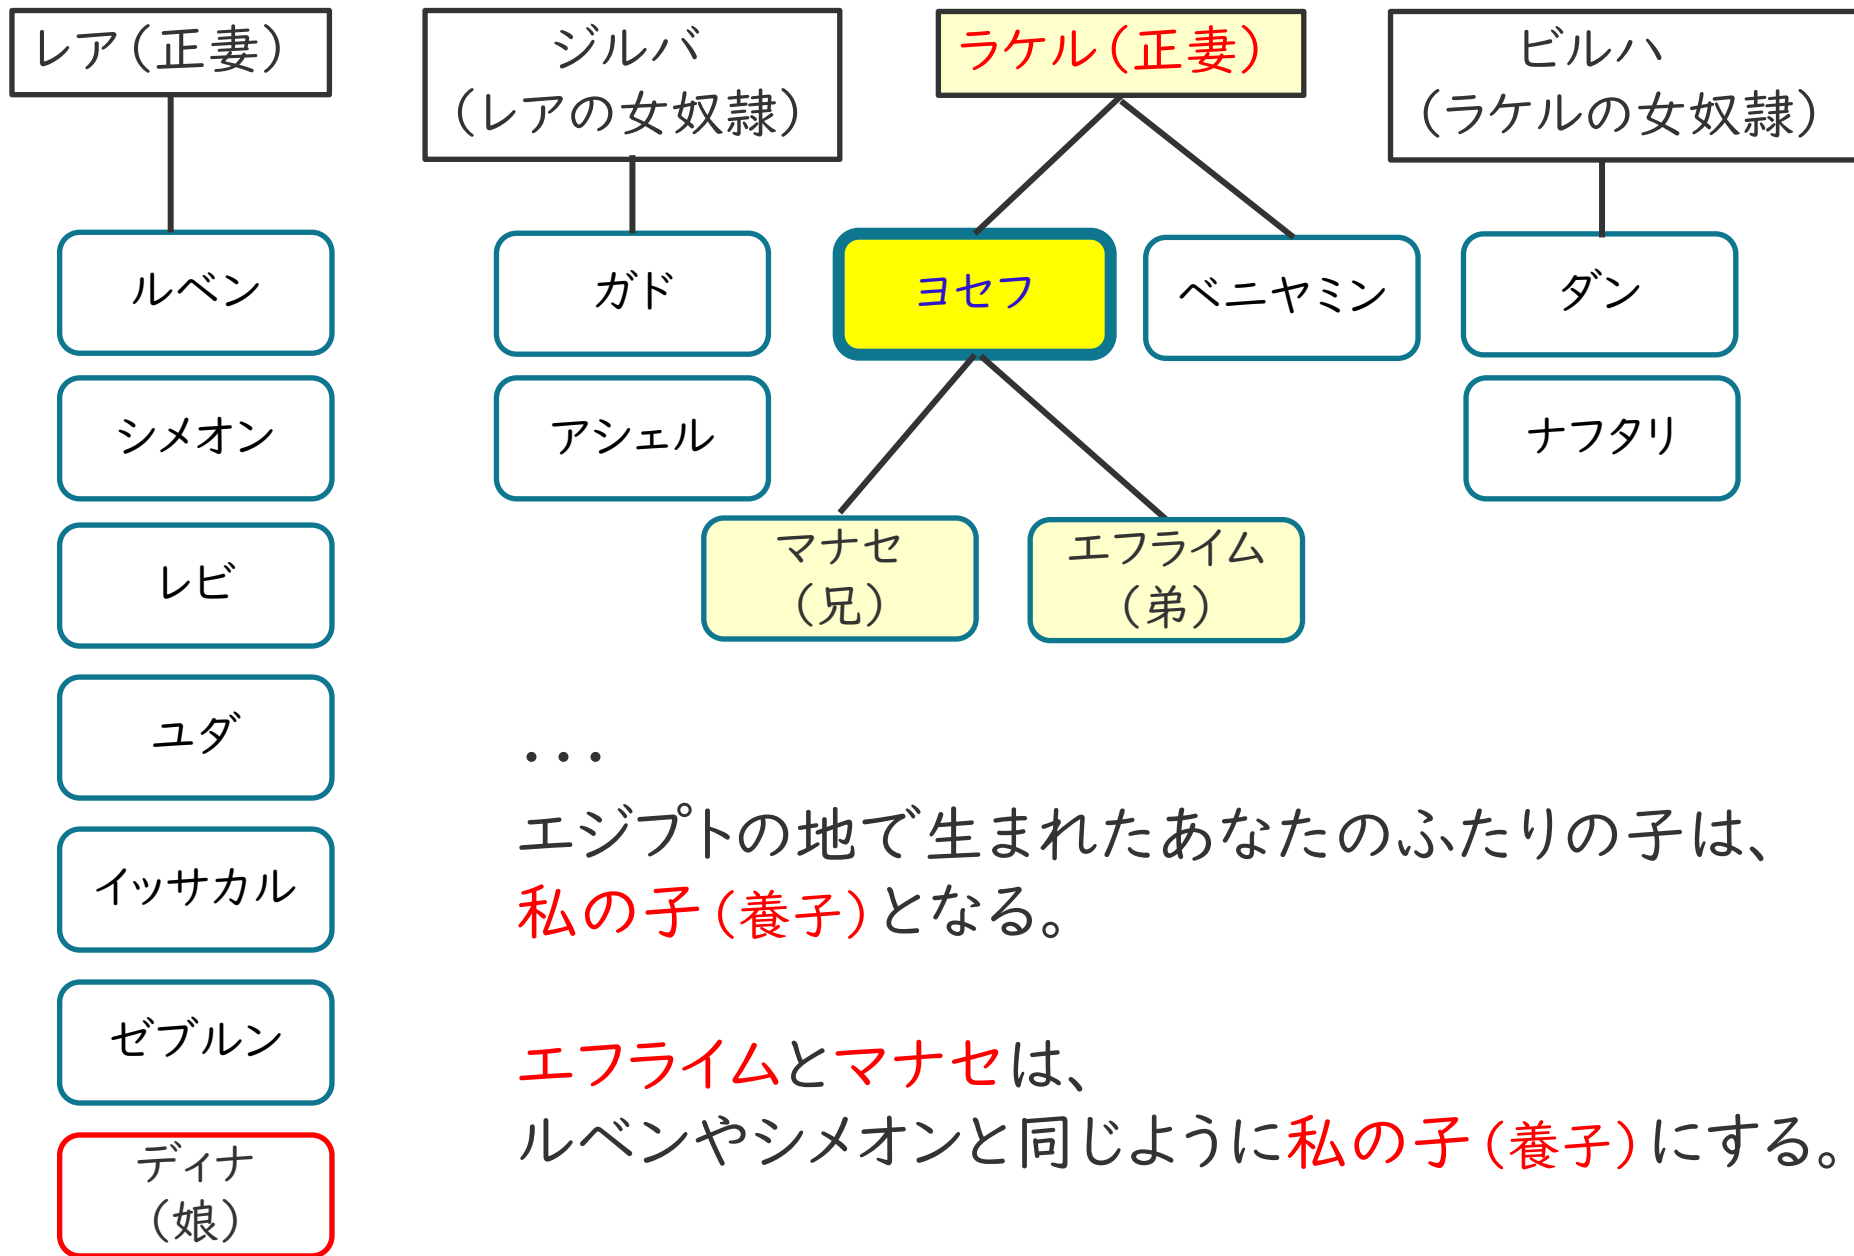 レア(正妻)
ジルバ
(レアの女奴隷)
ラケル(正妻)
ビルハ
(ラケルの女奴隷)
ルベン
ガド
ヨセフ
ベニヤミン
ダン
シメオン
アシェル
ナフタリ
レビ
マナセ
(兄)
エフライム
(弟)
ユダ
イッサカル
ゼブルン
ディナ
(娘)
・・・
エジプトの地で生まれたあなたのふたりの子は、
私の子(養子)となる。
エフライムとマナセは、
ルベンやシメオンと同じように私の子(養子)にする。